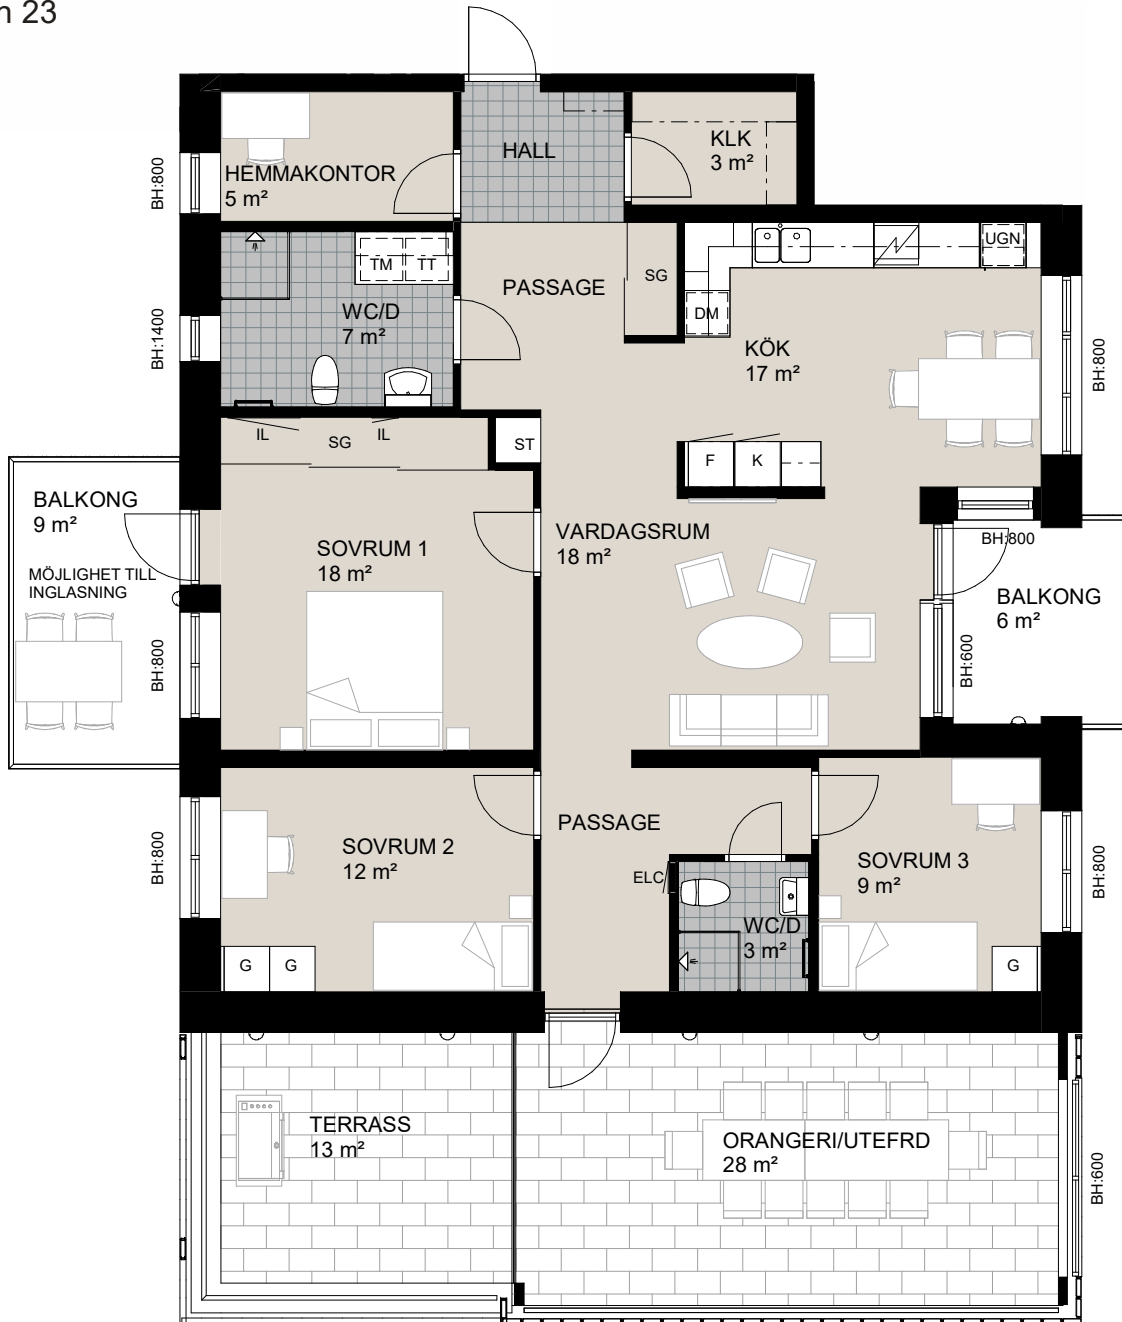 n 23
HALL
KLK
3 m²
HEMMAKONTOR
5 m²
BH:800
UGN
TM
TT
SG
PASSAGE
DM
WC/D
7 m²
BH:1400
KÖK
17 m²
BH:800
IL
SG
IL
ST
F
K
BALKONG
9 m²
MÖJLIGHET TILL
INGLASNING
SOVRUM 1
18 m²
VARDAGSRUM
18 m²
BH:800
BALKONG
6 m²
BH:600
BH:800
PASSAGE
SOVRUM 2
12 m²
BH:800
ELC
SOVRUM 3
9 m²
BH:800
WC/D
3 m²
G
G
G
TERRASS
13 m²
ORANGERI/UTEFRD
28 m²
BH:600